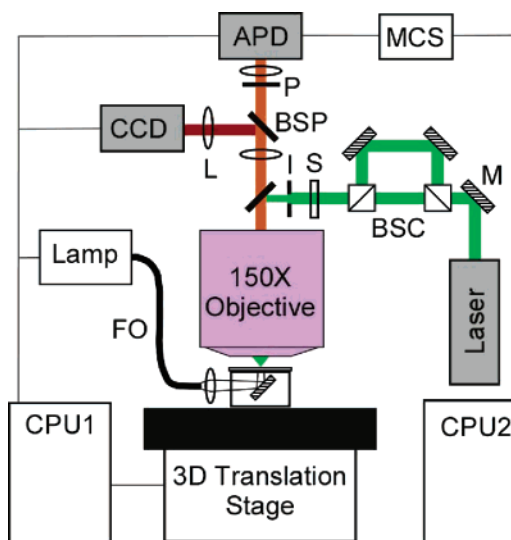 APD
MCS
P
CCD
BSP
L
I
S
M
BSC
Lamp
150X
Objective
FO
Laser
CPU1
CPU2
3D Translation
Stage